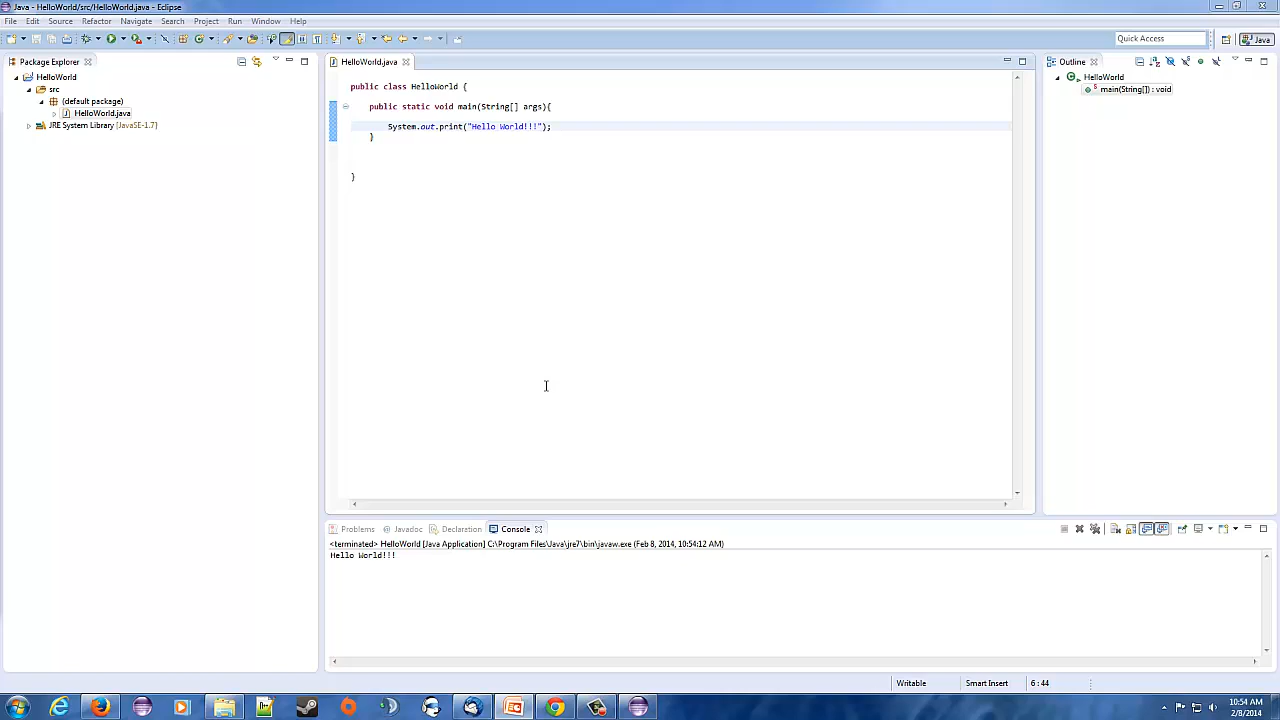 Java - HelloWorld/src/HelloWorld.java - Eclipse
File Edit Source Refactor Navigate Search Project Run Window Help
Quick Access
Java
Package Explorer
HelloWorld
src
(default package)
HelloWorld.java
JRE System Library [JavaSE-1.7]
HelloWorld.java
public class HelloWorld {
public static void main(String[] args){
System.out.print("Hello World!!!");
}
}
Outline
HelloWorld
main(String[]) : void
Problems Javadoc Declaration Console
<terminated> HelloWorld [Java Application] C:\Program Files\Java\jre7\bin\javaw.exe (Feb 8, 2014, 10:54:12 AM)
Hello World!!!
Writable Smart Insert 6 : 44
10:54 AM
2/9/2014